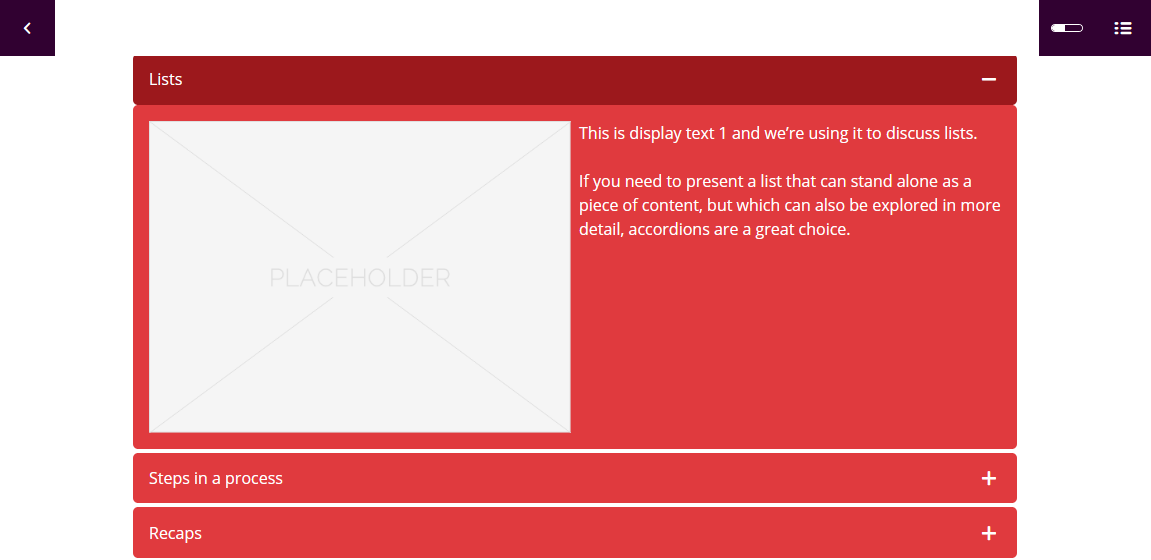 Lists
This is display text 1 and we’re using it to discuss lists.
If you need to present a list that can stand alone as a
piece of content, but which can also be explored in more
detail, accordions are a great choice.
PLACEHOLDER
Steps in a process
Recaps